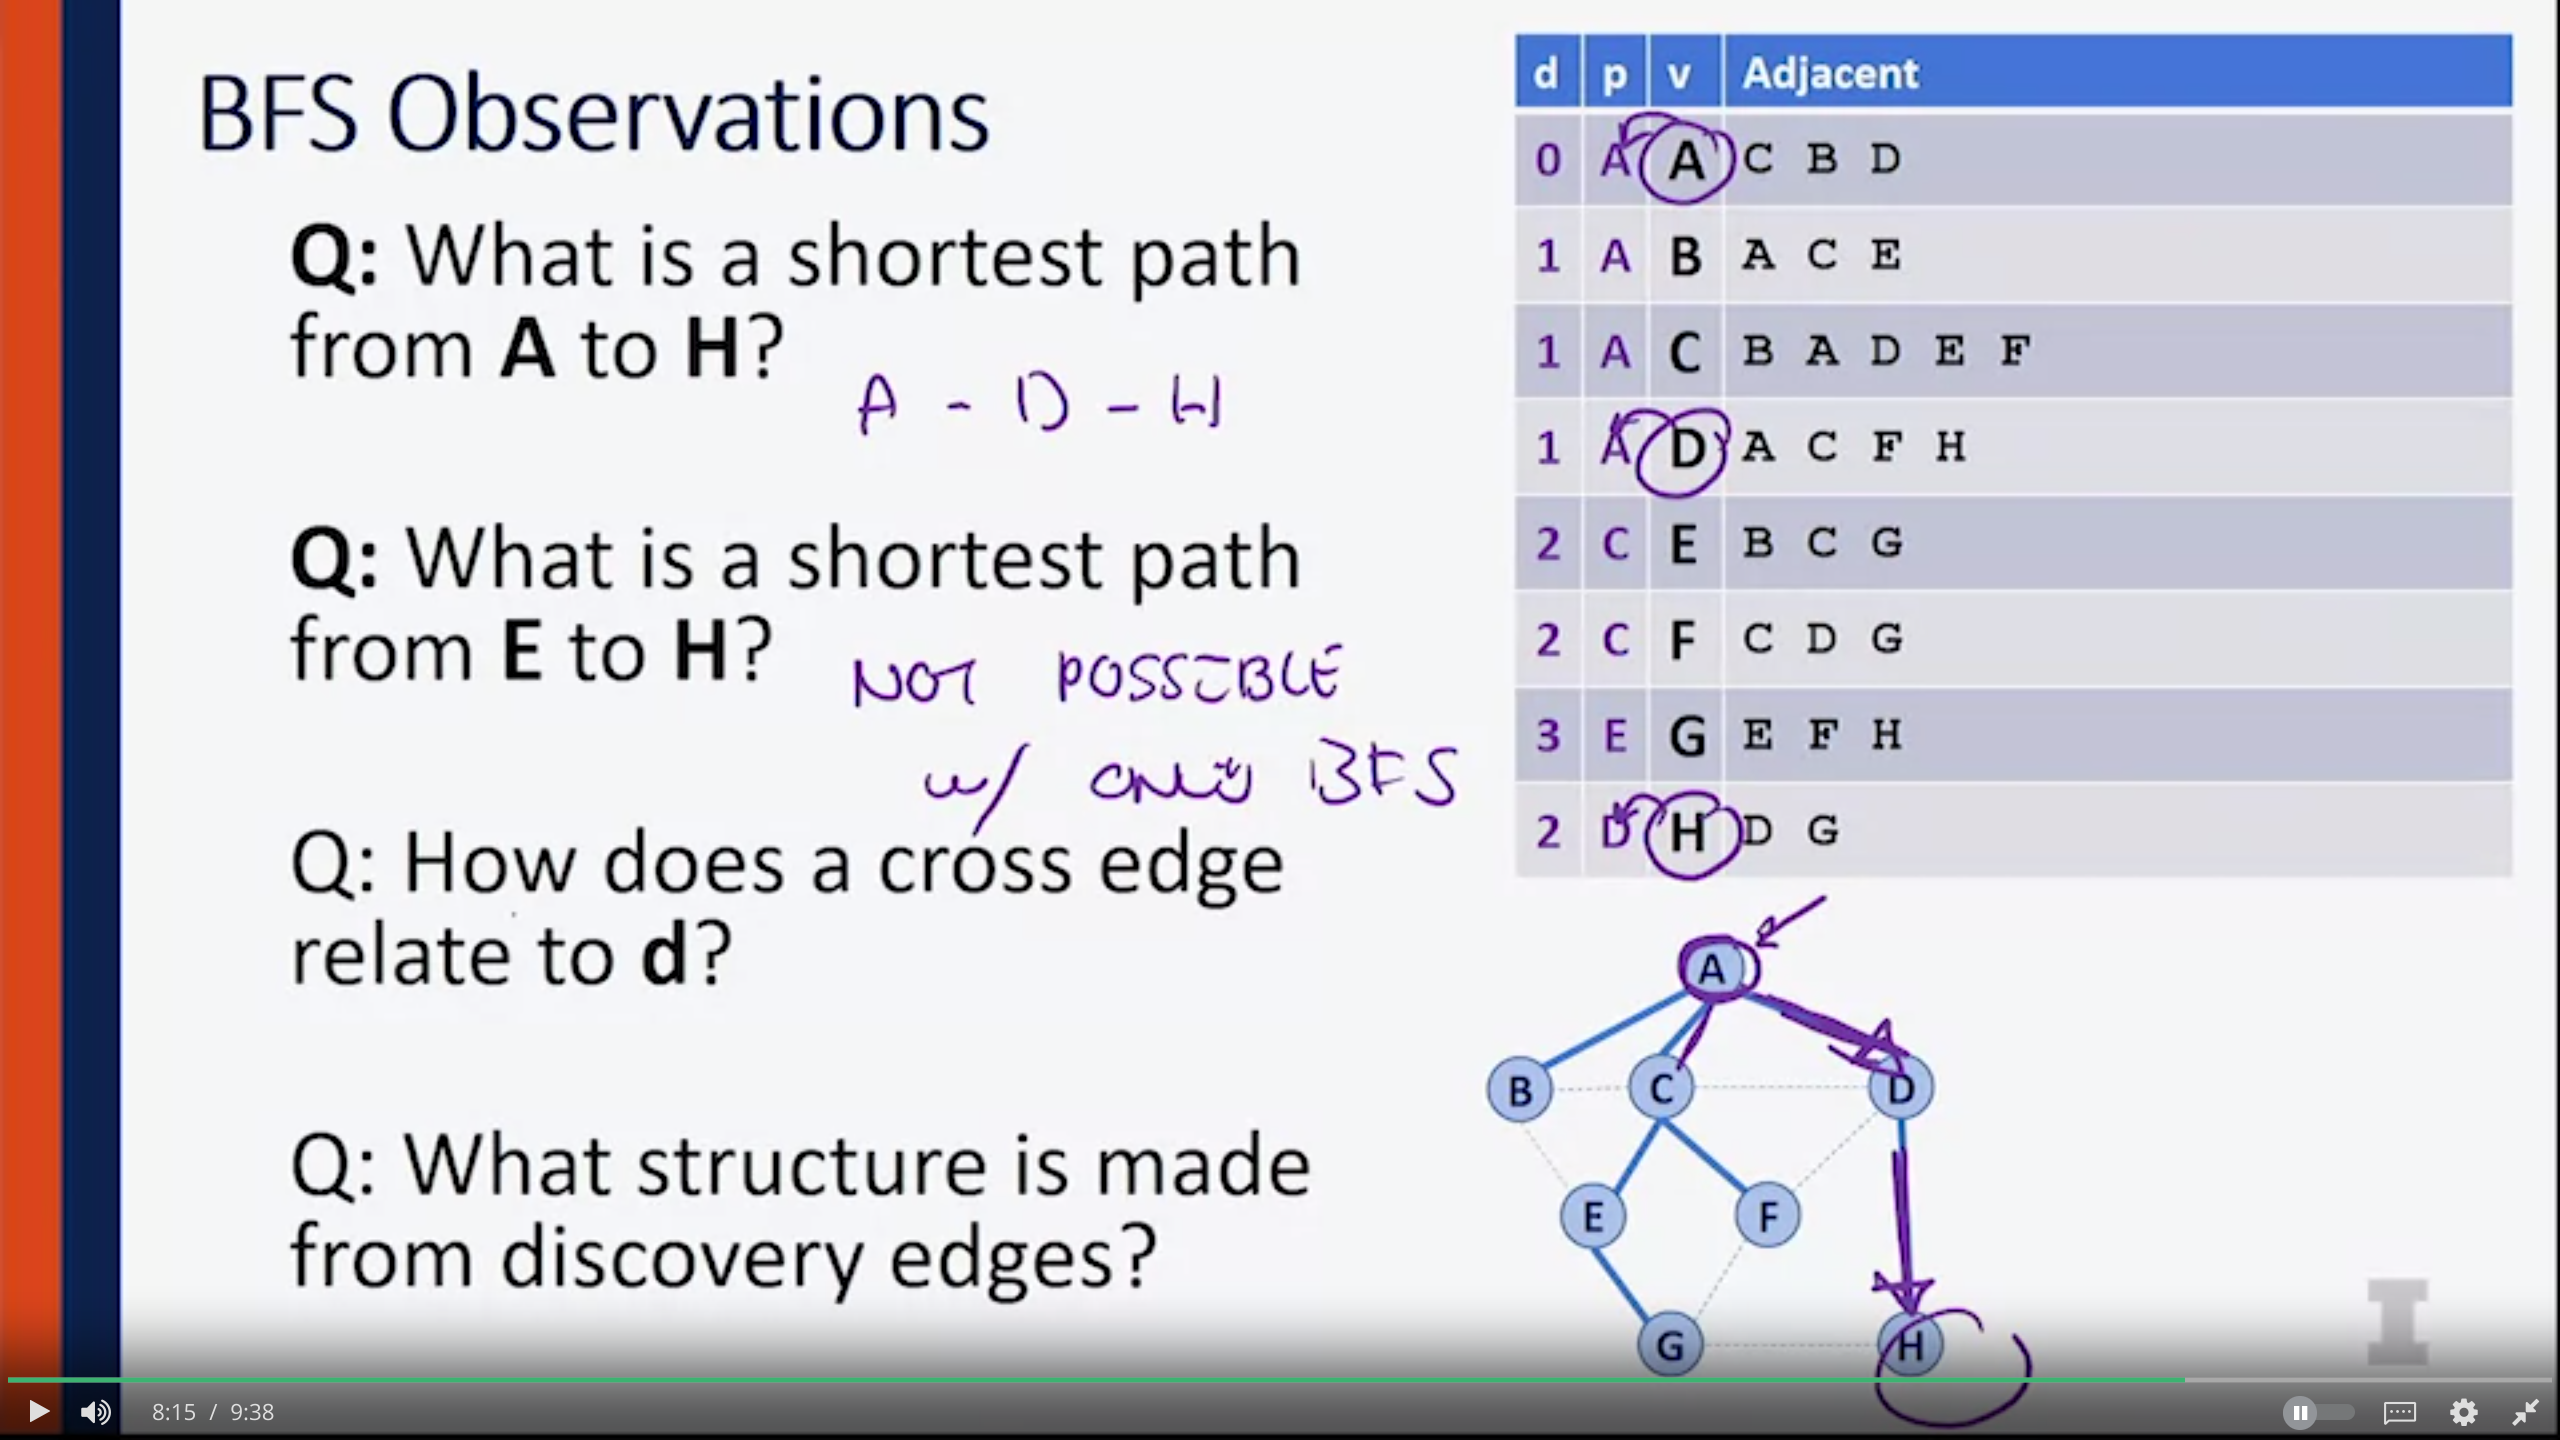 BFS Observations
Q: What is a shortest path
from A to H?
A - D - H
Q: What is a shortest path
from E to H?
NOT POSSIBLE
w/ ONLY BFS
Q: How does a cross edge
relate to d?
Q: What structure is made
from discovery edges?
d p v Adjacent
0 A A C B D
1 A B A C E
1 A C B A D E F
1 A D A C F H
2 C E B C G
2 C F C D G
3 E G E F H
2 D H D G
A
B C D
E F
G H
I
8:15 / 9:38